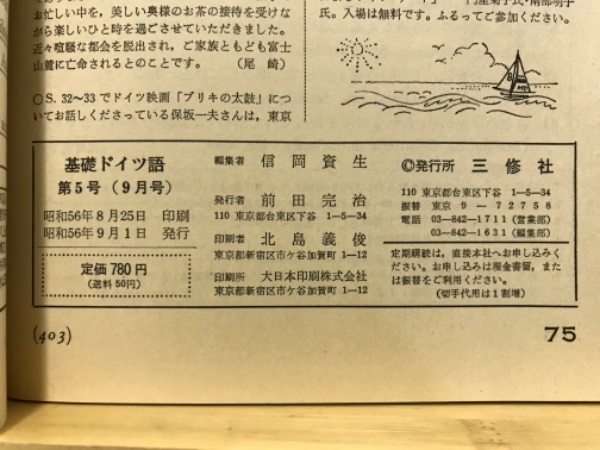 お忙しい中を、美しい奥様のお茶の接待を受けな
がら楽しいひと時を過ごさせていただきました。
近々喧騒な都会を脱出され、ご家族ともども富士
山麓に亡命されるとのことです。 (尾崎)
○S. 32〜33でドイツ映画「ブリキの太鼓」につ
いてお話しくださっている保坂一夫さんは、東京
氏。入場は無料です。ふるってご参加ください。
基礎ドイツ語
第5号(9月号)
昭和56年8月25日 印刷
昭和56年9月1日 発行
定価780円
(送料50円)
編集者 信岡資生
発行者 前田完治
110 東京都台東区下谷 1−5−34
印刷者 北島義俊
東京都新宿区市ケ谷加賀町 1—12
印刷所 大日本印刷株式会社
東京都新宿区市ケ谷加賀町 1—12
©発行所 三修社
110 東京都台東区下谷 1−5−34
振替 東京 9−72758
電話 03−842−1711(営業部)
03−842−1631(編集部)
定期購読は、直接本社へお申し込みく
ださい。お申し込みは現金書留、また
は振替をご利用ください。
(切手代用は1割増)
(403)
75